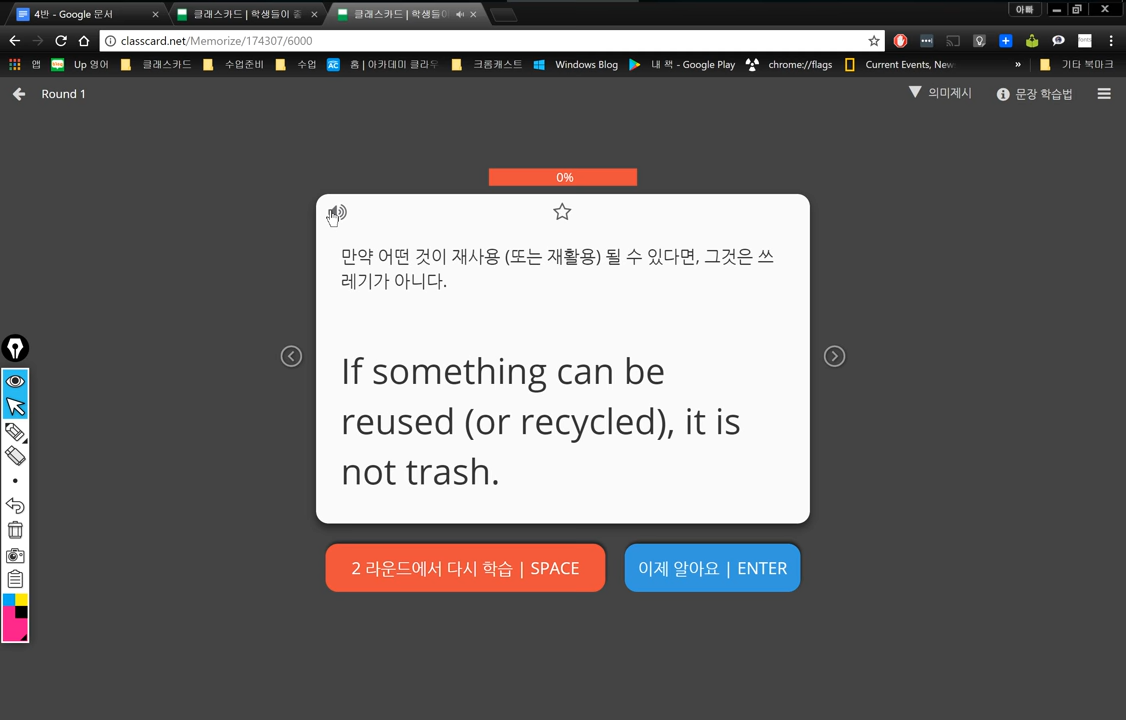 4반 - Google 문서
클래스카드 | 학생들이 좋
클래스카드 | 학생들이
아빠
classcard.net/Memorize/174307/6000
앱 Up 영어 클래스카드 수업준비 수업 홈 | 아카데미 클라우 크롬캐스트 Windows Blog 내 책 - Google Play chrome://flags Current Events, New » 기타 북마크
Round 1
▼ 의미제시
문장 학습법
0%
만약 어떤 것이 재사용 (또는 재활용) 될 수 있다면, 그것은 쓰
레기가 아니다.
If something can be
reused (or recycled), it is
not trash.
2 라운드에서 다시 학습 | SPACE
이제 알아요 | ENTER